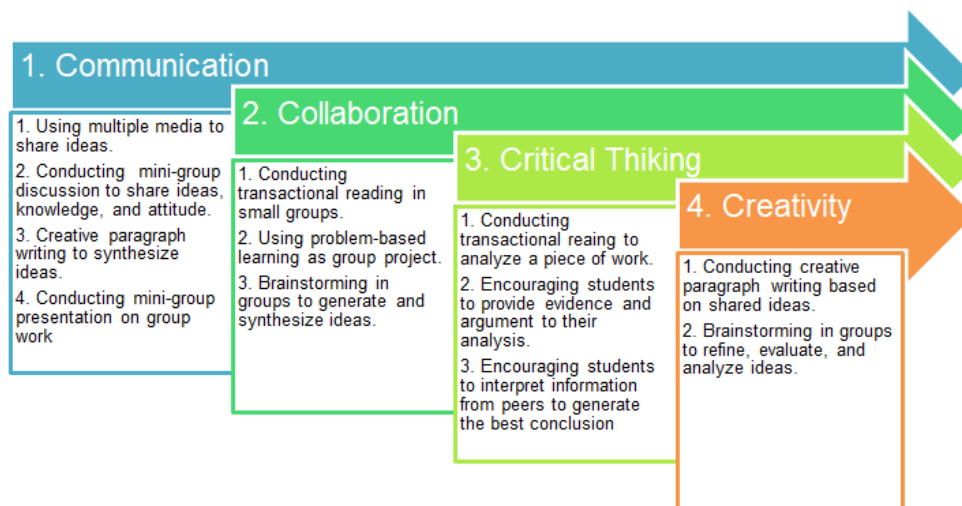 1. Communication
1. Using multiple media to
share ideas.
2. Conducting mini-group
discussion to share ideas,
knowledge, and attitude.
3. Creative paragraph
writing to synthesize
ideas.
4. Conducting mini-group
presentation on group
work
2. Collaboration
1. Conducting
transactional reading in
small groups.
2. Using problem-based
learning as group project.
3. Brainstorming in
groups to generate and
synthesize ideas.
3. Critical Thiking
1. Conducting
transactional reaing to
analyze a piece of work.
2. Encouraging students
to provide evidence and
argument to their
analysis.
3. Encouraging students
to interpret information
from peers to generate
the best conclusion
4. Creativity
1. Conducting creative
paragraph writing based
on shared ideas.
2. Brainstorming in groups
to refine, evaluate, and
analyze ideas.